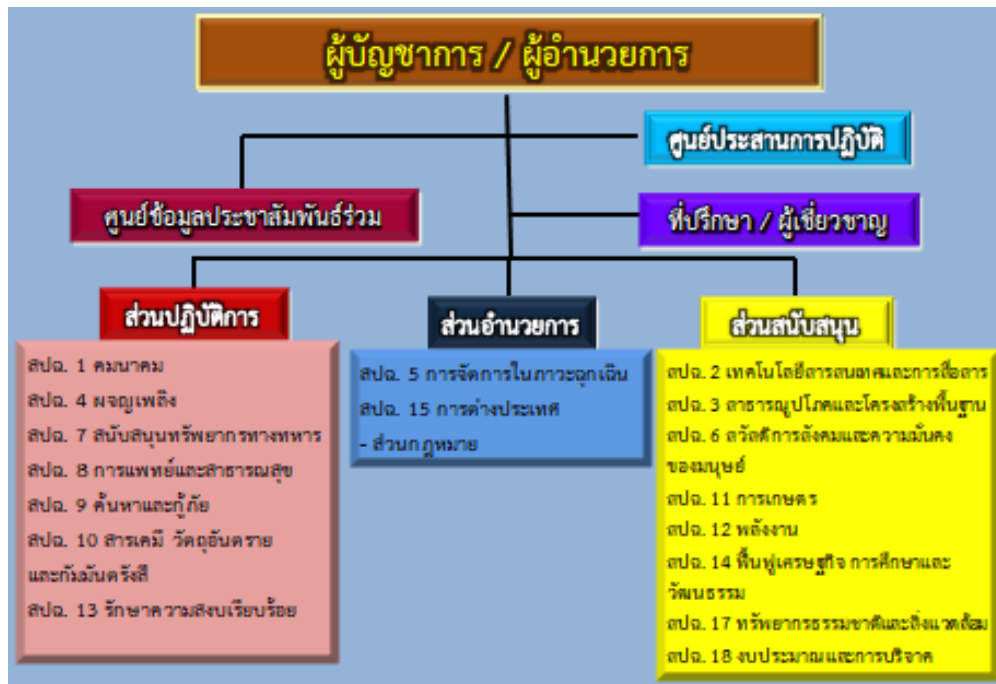 ผู้บัญชาการ / ผู้อำนวยการ
ศูนย์ประสานการปฏิบัติ
ศูนย์ข้อมูลประชาสัมพันธ์ร่วม
ที่ปรึกษา / ผู้เชี่ยวชาญ
ส่วนปฏิบัติการ
สปฉ. 1 คมนาคม
สปฉ. 4 ผจญเพลิง
สปฉ. 7 สนับสนุนทรัพยากรทางทหาร
สปฉ. 8 การแพทย์และสาธารณสุข
สปฉ. 9 ค้นหาและกู้ภัย
สปฉ. 10 สารเคมี วัตถุอันตราย
และกัมมันตรังสี
สปฉ. 13 รักษาความสงบเรียบร้อย
ส่วนอำนวยการ
สปฉ. 5 การจัดการในภาวะฉุกเฉิน
สปฉ. 15 การต่างประเทศ
- ส่วนกฎหมาย
ส่วนสนับสนุน
สปฉ. 2 เทคโนโลยีสารสนเทศและการสื่อสาร
สปฉ. 3 สาธารณูปโภคและโครงสร้างพื้นฐาน
สปฉ. 6 สวัสดิการสังคมและความมั่นคง
ของมนุษย์
สปฉ. 11 การเกษตร
สปฉ. 12 พลังงาน
สปฉ. 14 ฟื้นฟูเศรษฐกิจ การศึกษาและ
วัฒนธรรม
สปฉ. 17 ทรัพยากรธรรมชาติและสิ่งแวดล้อม
สปฉ. 18 งบประมาณและการบริจาค